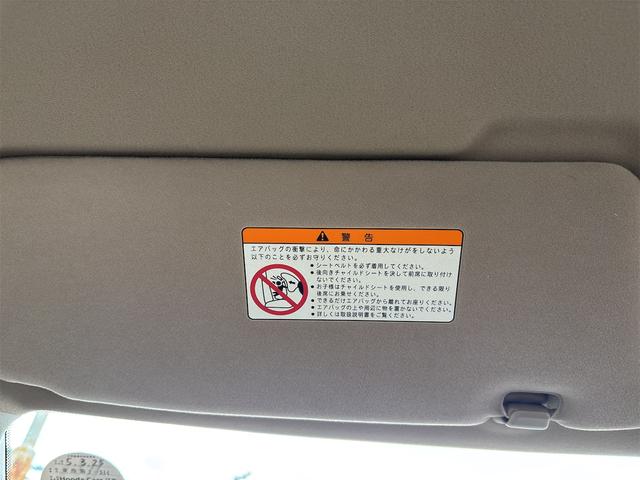 警告
エアバッグの衝撃により、命にかかわる重大なけがをしないよう
以下のことを必ずお守りください。
●シートベルトを必ず着用してください。
●後向きチャイルドシートを決して前席に取り付け
ないでください。
●お子様はチャイルドシートを使用し、できる限り
後席にお乗せください。
●できるだけエアバッグから離れてお座りください。
●エアバッグの上や周辺に物を置かないでください。
●詳しくは取扱説明書をご覧ください。
5.3.25
Honda Cars